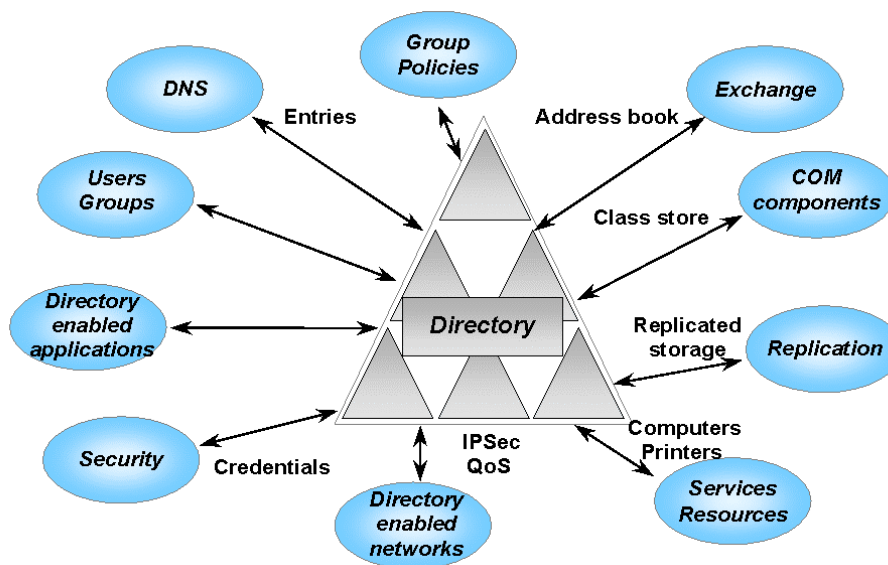 Group
Policies
DNS
Entries
Address book
Exchange
Users
Groups
COM
components
Class store
Directory
enabled
applications
Directory
Replicated
storage
Replication
Security
Credentials
IPSec
QoS
Computers
Printers
Directory
enabled
networks
Services
Resources